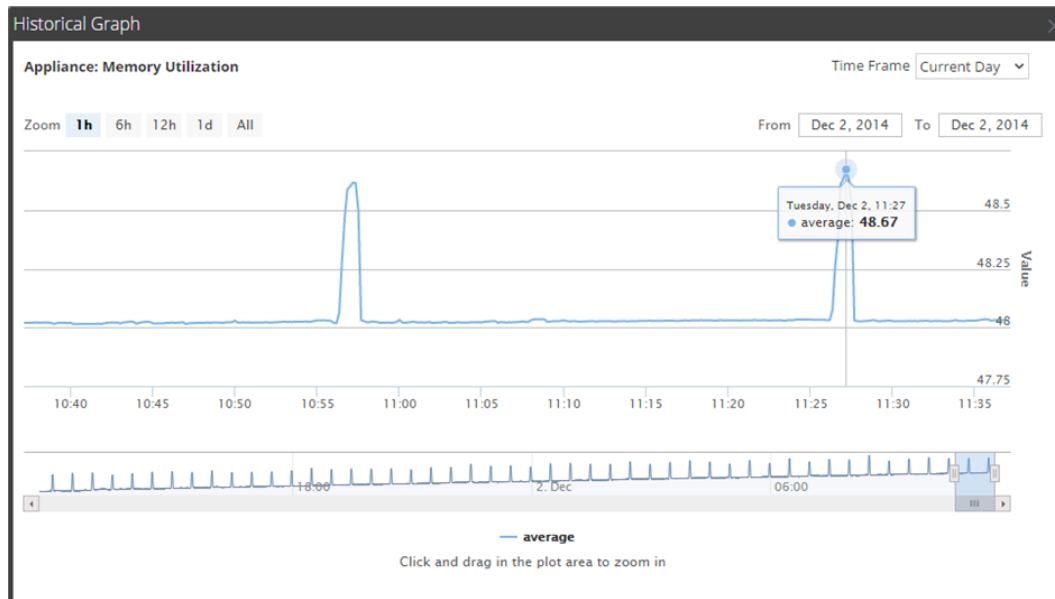 Historical Graph
Appliance: Memory Utilization
Time Frame Current Day
Zoom 1h 6h 12h 1d All
From Dec 2, 2014 To Dec 2, 2014
48.5
Tuesday, Dec 2, 11:27
average: 48.67
48.25
Value
48
47.75
10:40 10:45 10:50 10:55 11:00 11:05 11:10 11:15 11:20 11:25 11:30 11:35
18:00 2. Dec 06:00
average
Click and drag in the plot area to zoom in